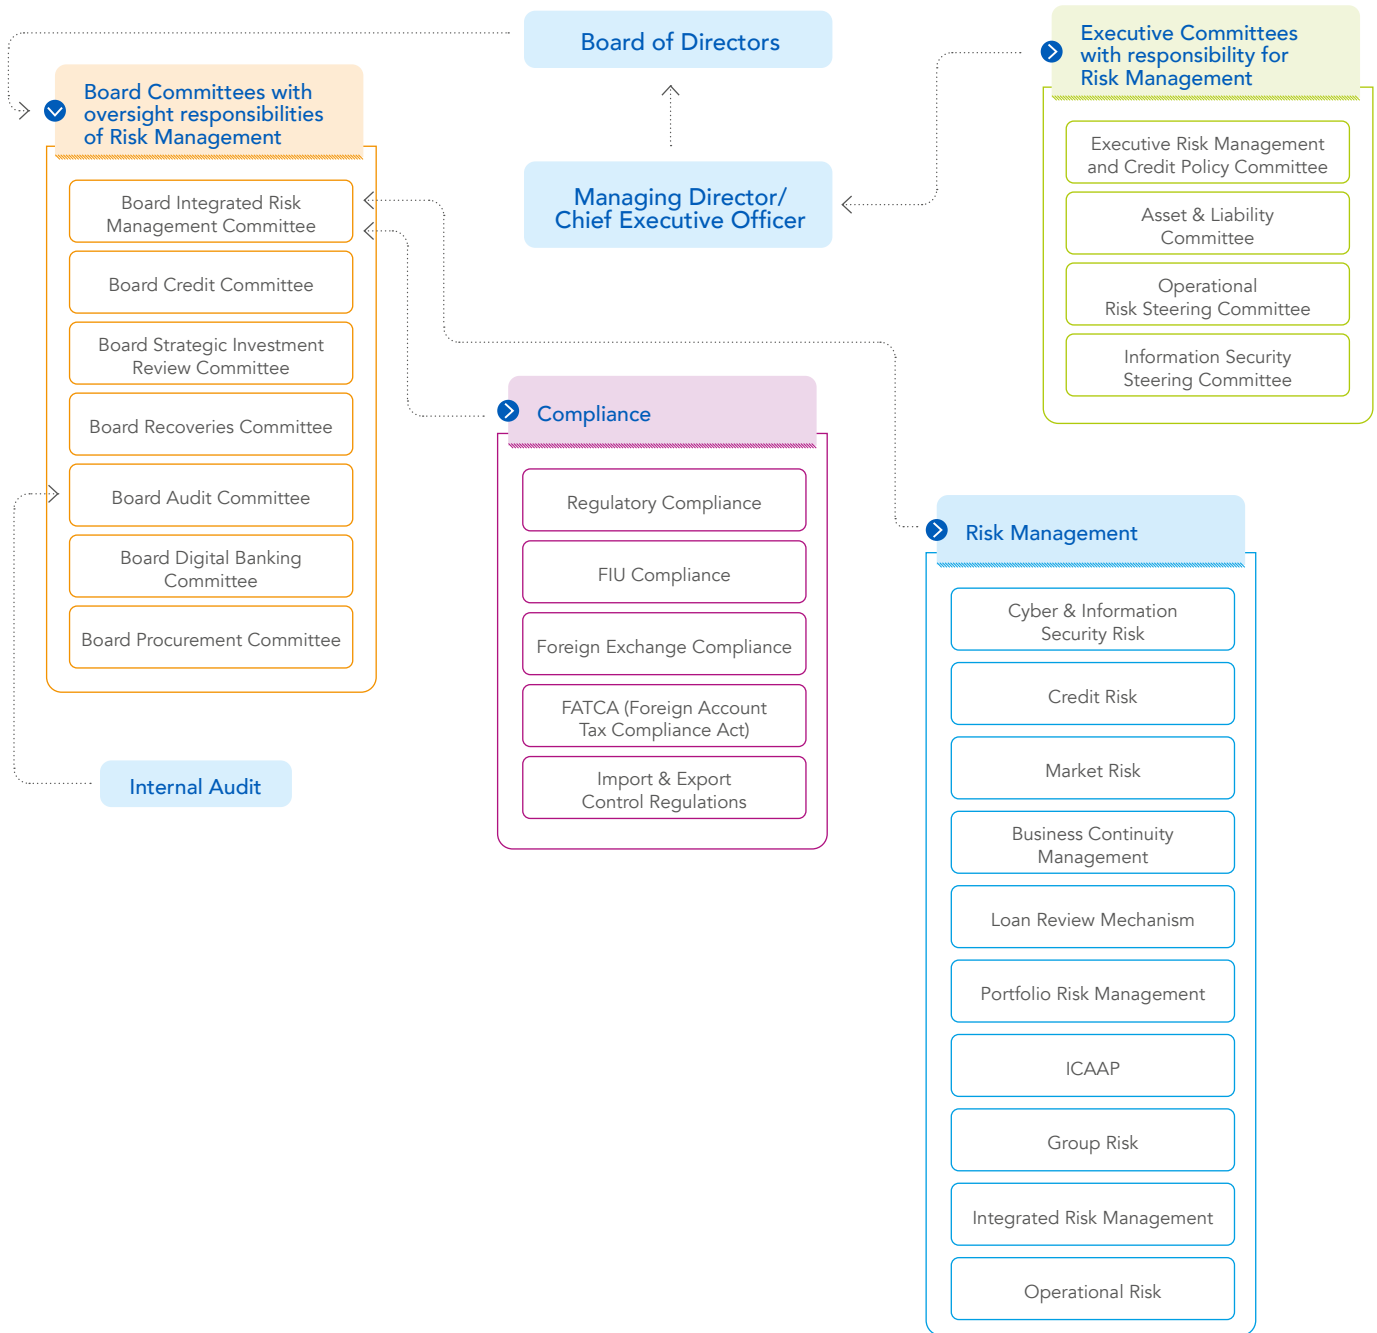 Board of Directors
Executive Committees
with responsibility for
Risk Management
Board Committees with
oversight responsibilities
of Risk Management
Managing Director/
Chief Executive Officer
Executive Risk Management
and Credit Policy Committee
Asset & Liability
Committee
Operational
Risk Steering Committee
Information Security
Steering Committee
Board Integrated Risk
Management Committee
Board Credit Committee
Board Strategic Investment
Review Committee
Board Recoveries Committee
Board Audit Committee
Board Digital Banking
Committee
Board Procurement Committee
Internal Audit
Compliance
Regulatory Compliance
FIU Compliance
Foreign Exchange Compliance
FATCA (Foreign Account
Tax Compliance Act)
Import & Export
Control Regulations
Risk Management
Cyber & Information
Security Risk
Credit Risk
Market Risk
Business Continuity
Management
Loan Review Mechanism
Portfolio Risk Management
ICAAP
Group Risk
Integrated Risk Management
Operational Risk